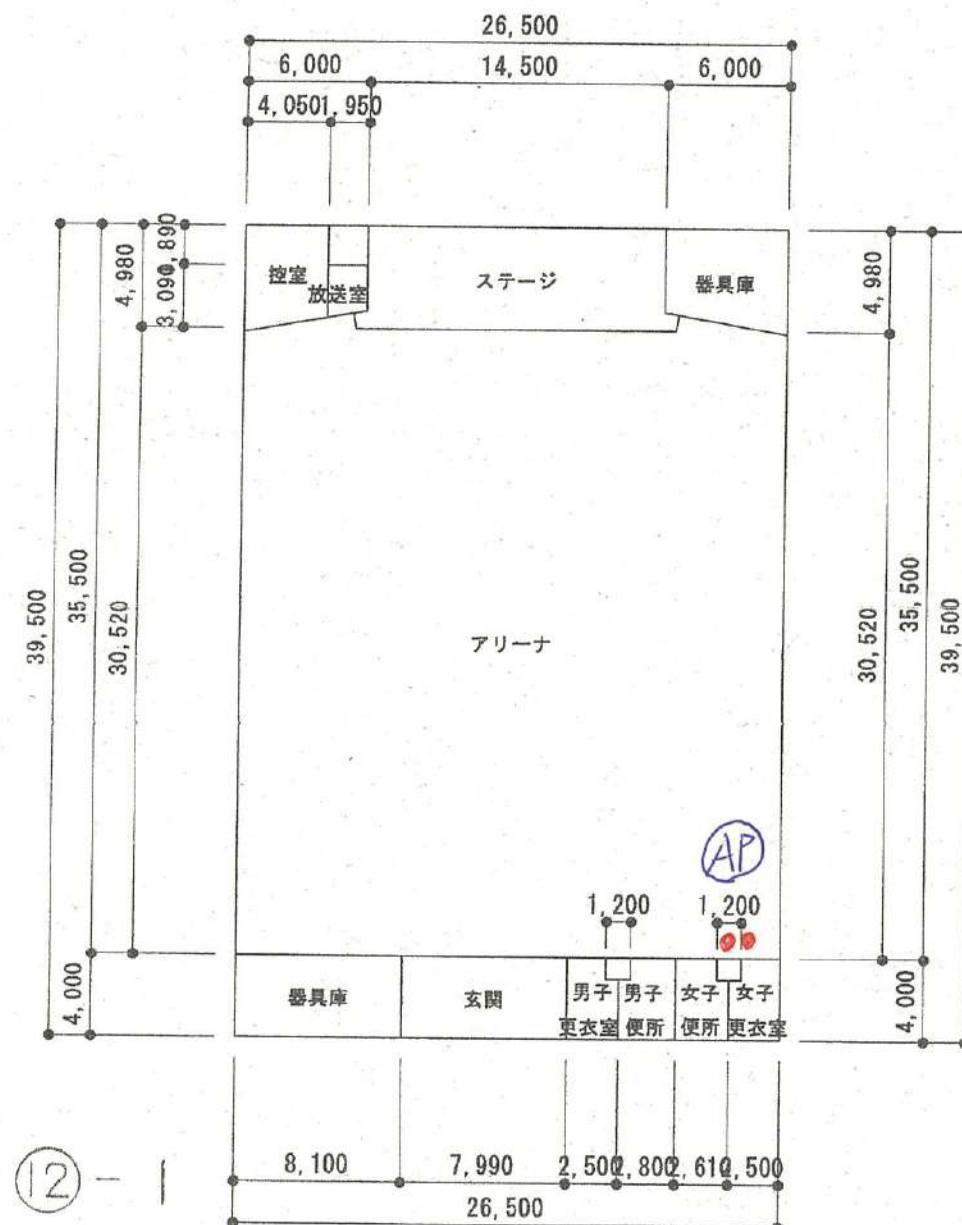 26,500
6,000 14,500 6,000
4,050 1,950
39,500
35,500
4,980
30,520
3,090
1,890
4,000
控室
放送室
ステージ
器具庫
4,980
30,520
35,500
39,500
4,000
アリーナ
AP
1,200 1,200
器具庫
玄関
男子
更衣室
男子
便所
女子
便所
女子
更衣室
8,100 7,990 2,500 2,800 2,610 2,500
26,500
⑫-1